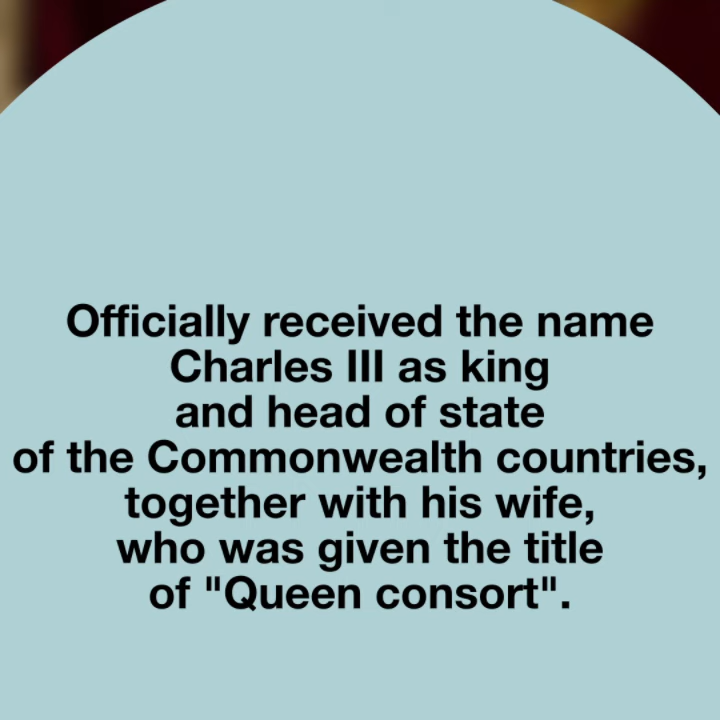 Officially received the name
Charles III as king
and head of state
of the Commonwealth countries,
together with his wife,
who was given the title
of "Queen consort".